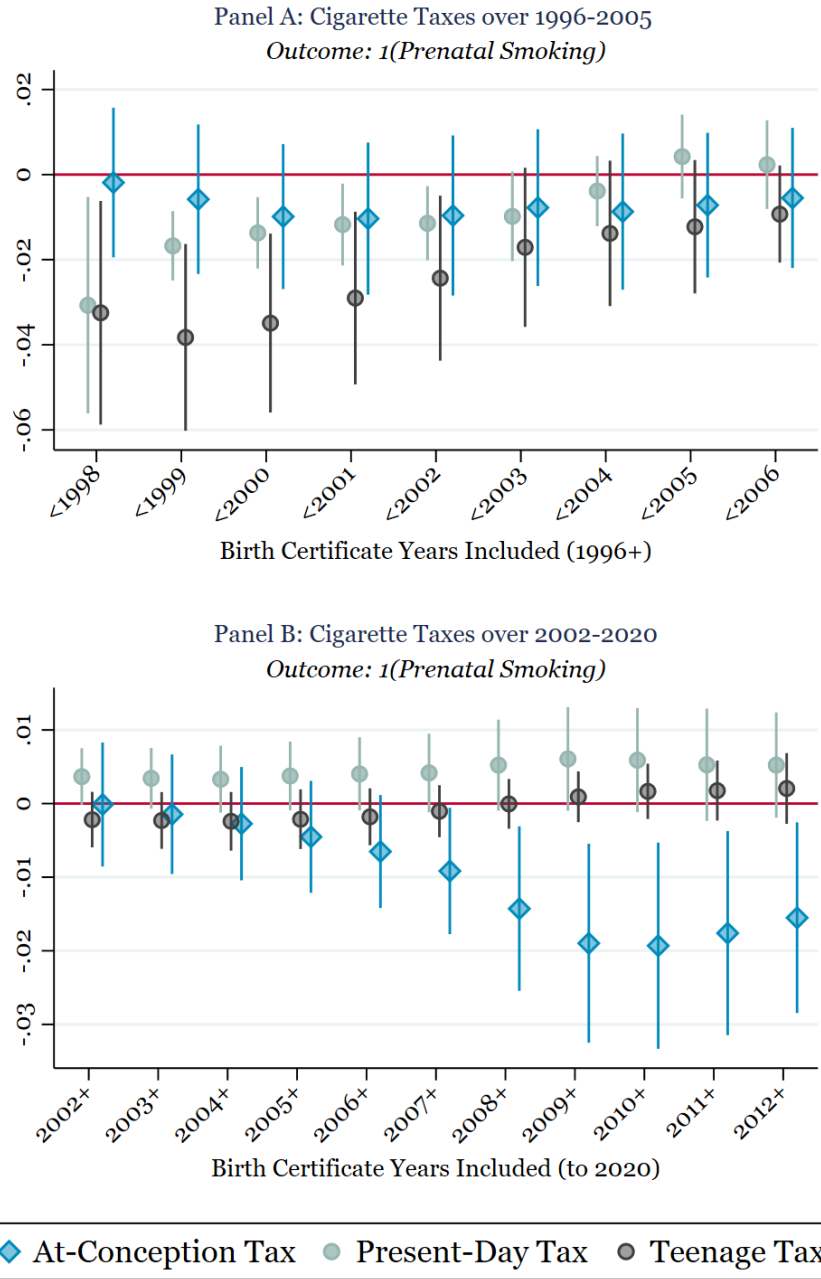 Panel A: Cigarette Taxes over 1996-2005
Outcome: 1(Prenatal Smoking)
.02
0
-.02
-.04
-.06
<1998 <1999 <2000 <2001 <2002 <2003 <2004 <2005 <2006
Birth Certificate Years Included (1996+)
Panel B: Cigarette Taxes over 2002-2020
Outcome: 1(Prenatal Smoking)
.01
0
-.01
-.02
-.03
2002+ 2003+ 2004+ 2005+ 2006+ 2007+ 2008+ 2009+ 2010+ 2011+ 2012+
Birth Certificate Years Included (to 2020)
At-Conception Tax Present-Day Tax Teenage Tax